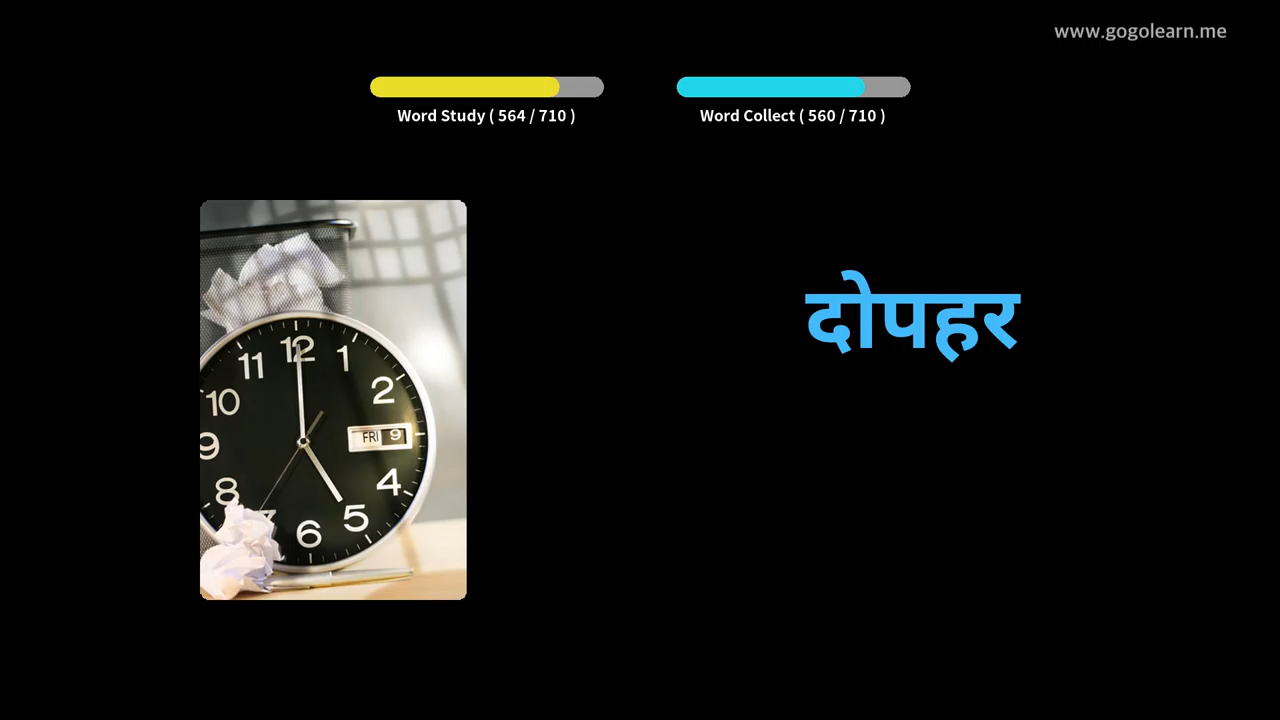 www.gogolearn.me
Word Study ( 564 / 710 )
Word Collect ( 560 / 710 )
दोपहर
12
11
1
10
2
9
FRI 9
8
4
7
5
6